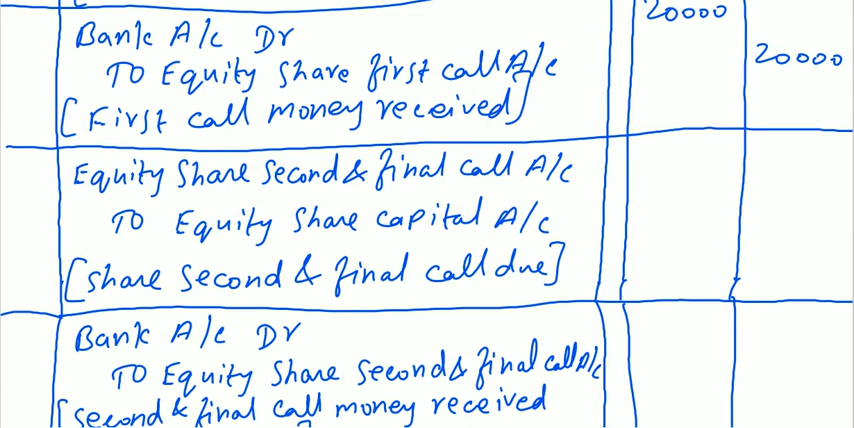 Bank A/c Dr 20000
To Equity Share first call A/c 20000
[First call money received]
Equity Share Second & final call A/c
To Equity Share capital A/c
[share second & final call due]
Bank A/c Dr
To Equity Share Second & final call A/c
[second & final call money received